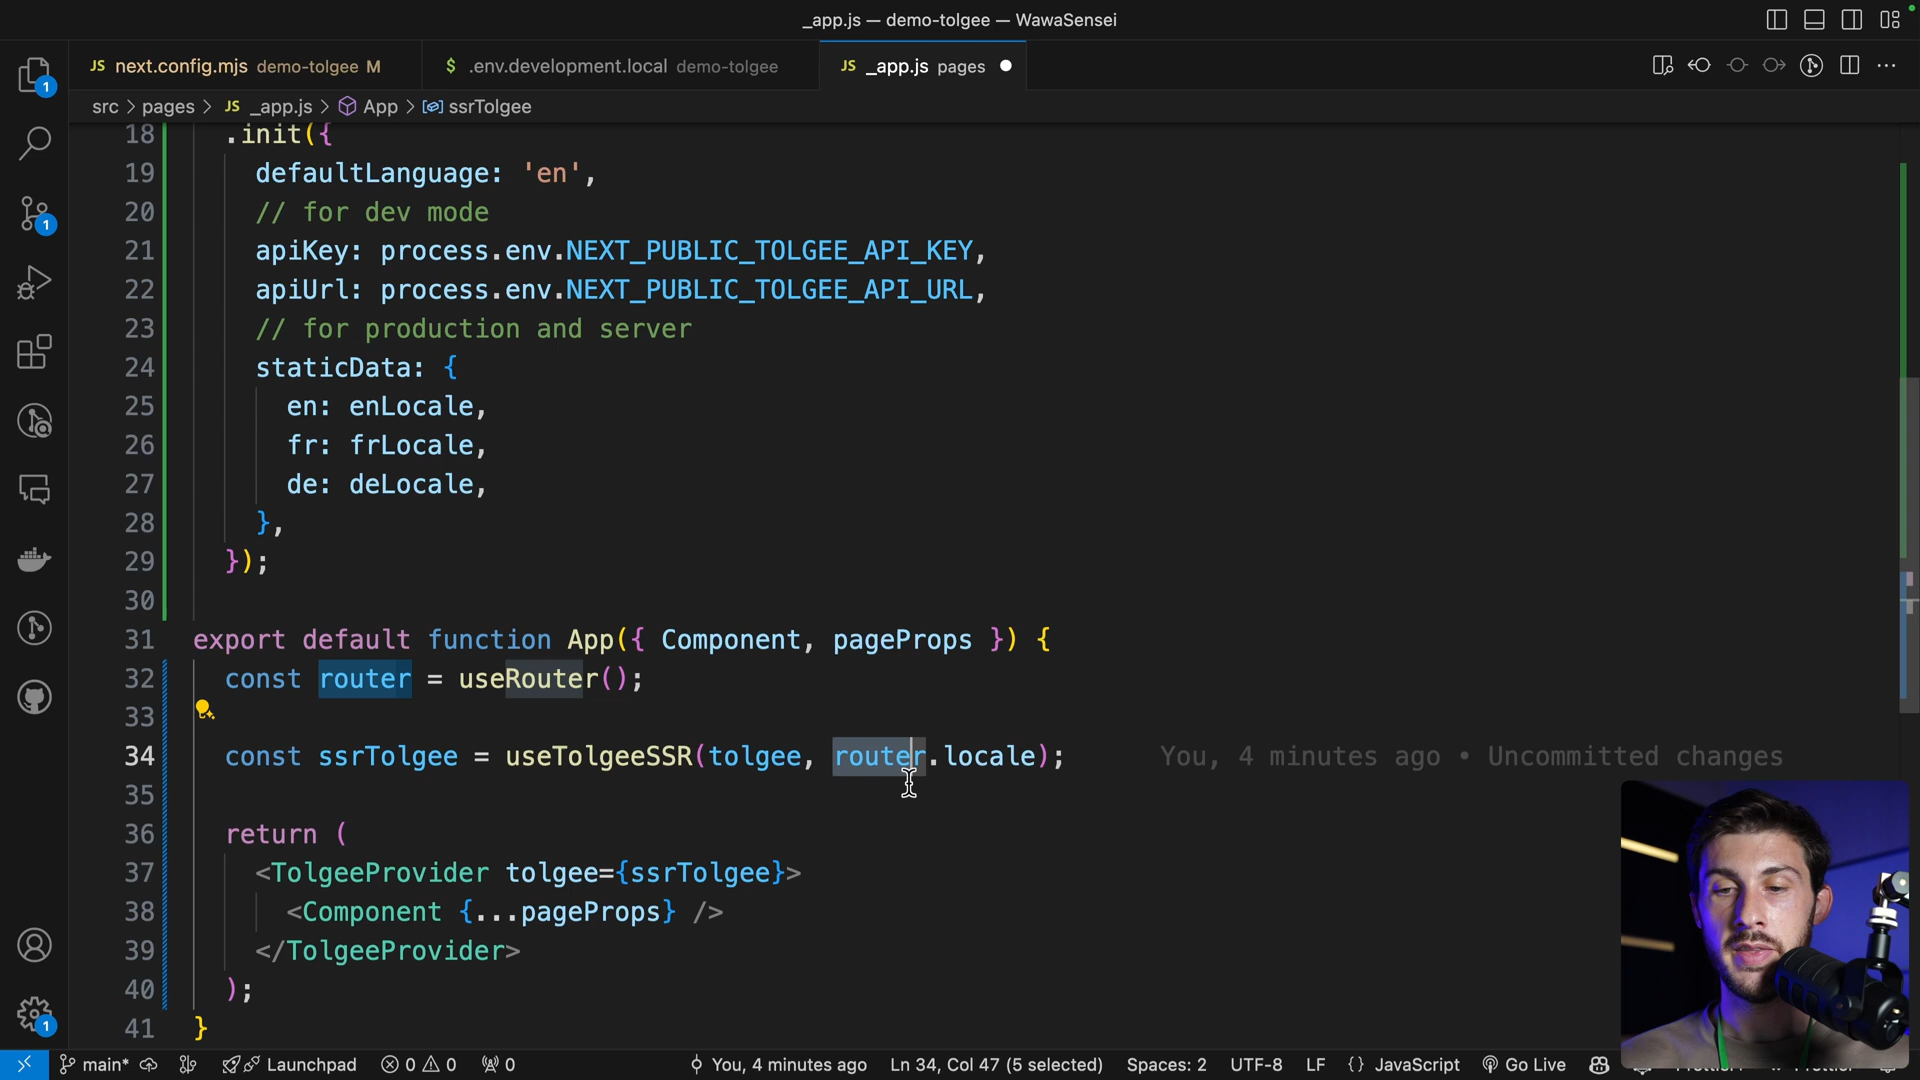 _app.js — demo-tolgee — WawaSensei
JS next.config.mjs demo-tolgee M
$ .env.development.local demo-tolgee
JS _app.js pages
src > pages > JS _app.js > App > ssrTolgee
18 .init({
19 defaultLanguage: 'en',
20 // for dev mode
21 apiKey: process.env.NEXT_PUBLIC_TOLGEE_API_KEY,
22 apiUrl: process.env.NEXT_PUBLIC_TOLGEE_API_URL,
23 // for production and server
24 staticData: {
25 en: enLocale,
26 fr: frLocale,
27 de: deLocale,
28 },
29 });
30
31 export default function App({ Component, pageProps }) {
32 const router = useRouter();
33
34 const ssrTolgee = useTolgeeSSR(tolgee, router.locale); You, 4 minutes ago • Uncommitted changes
35
36 return (
37 <TolgeeProvider tolgee={ssrTolgee}>
38 <Component {...pageProps} />
39 </TolgeeProvider>
40 );
41 }
1
1
1
main* Launchpad 0 0 0 You, 4 minutes ago Ln 34, Col 47 (5 selected) Spaces: 2 UTF-8 LF {} JavaScript Go Live